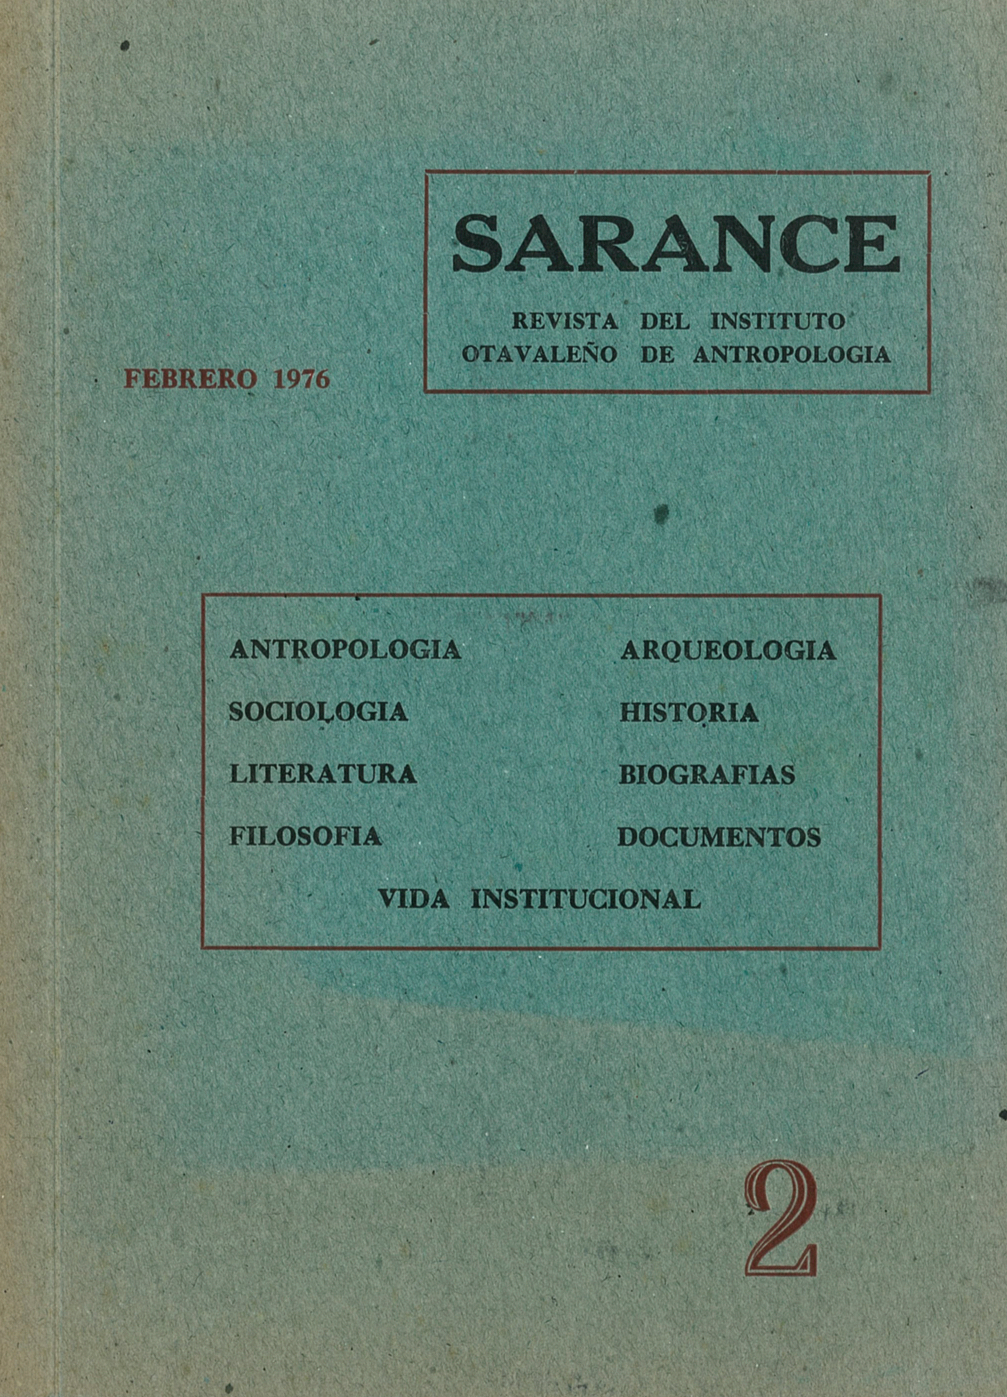 SARANCE
REVISTA DEL INSTITUTO
OTAVALEÑO DE ANTROPOLOGIA
FEBRERO 1976
ANTROPOLOGIA ARQUEOLOGIA
SOCIOLOGIA HISTORIA
LITERATURA BIOGRAFIAS
FILOSOFIA DOCUMENTOS
VIDA INSTITUCIONAL
2